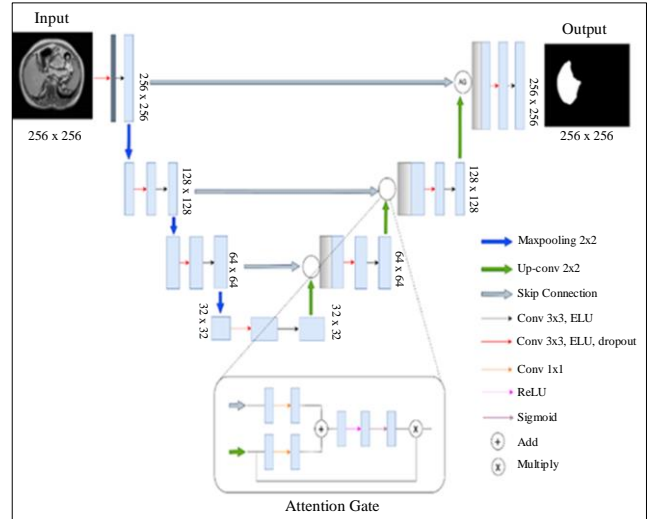 Input
Output
AG
256 x 256
256 x 256
256 x 256
256 x 256
128 x 128
128 x 128
64 x 64
64 x 64
32 x 32
32 x 32
Maxpooling 2x2
Up-conv 2x2
Skip Connection
Conv 3x3, ELU
Conv 3x3, ELU, dropout
Conv 1x1
ReLU
Sigmoid
+ Add
X Multiply
+
X
Attention Gate